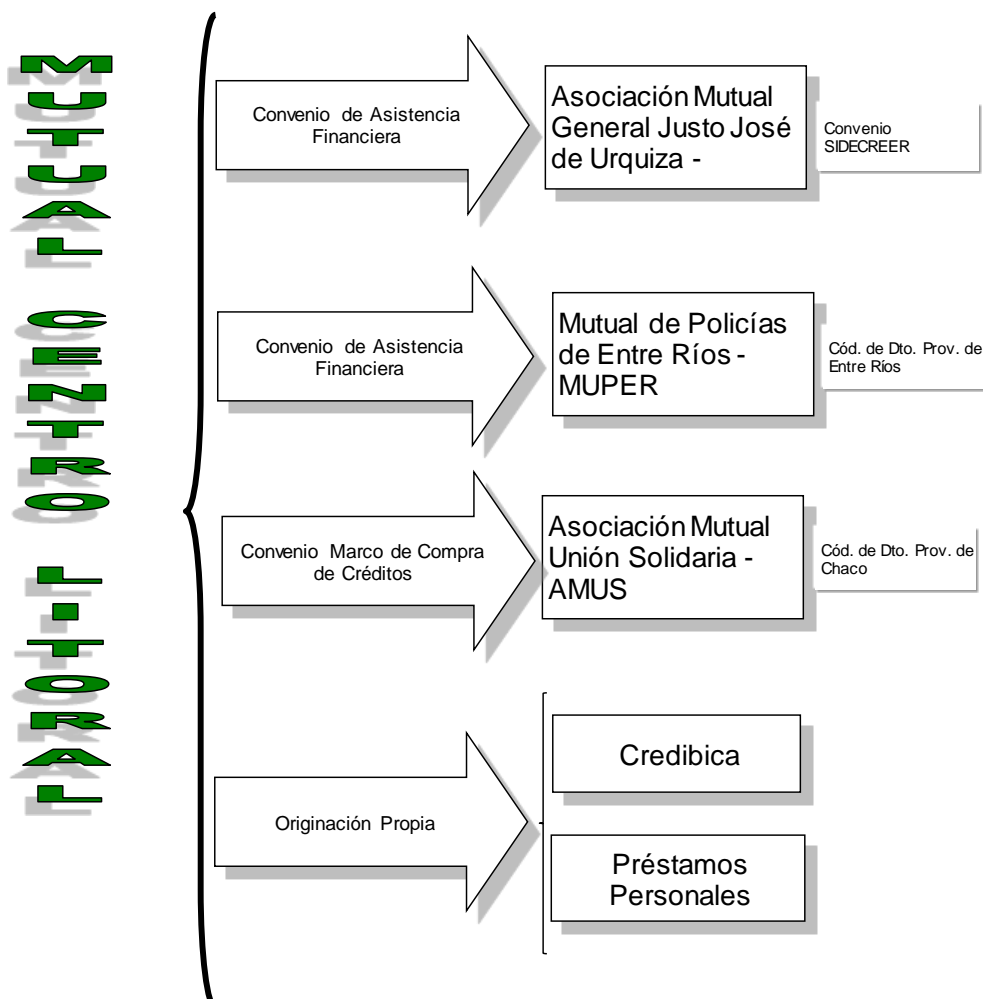 MUTUAL CENTRO LITORAL
Convenio de Asistencia
Financiera
Asociación Mutual
General Justo José
de Urquiza -
Convenio
SIDECREER
Convenio de Asistencia
Financiera
Mutual de Policías
de Entre Ríos -
MUPER
Cód. de Dto. Prov. de
Entre Ríos
Convenio Marco de Compra
de Créditos
Asociación Mutual
Unión Solidaria -
AMUS
Cód. de Dto. Prov. de
Chaco
Originación Propia
Credibica
Préstamos
Personales